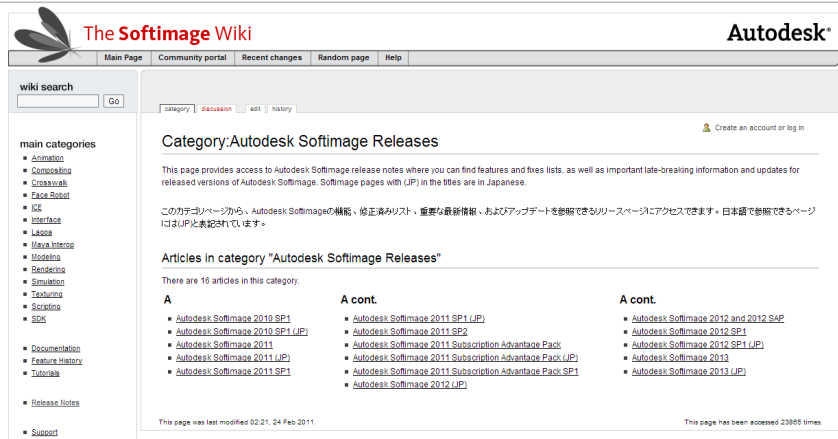 The Softimage Wiki
Autodesk®
Main Page Community portal Recent changes Random page Help
wiki search
Go
category discussion edit history
Create an account or log in
main categories
Animation
Compositing
Crosswalk
Face Robot
ICE
Interface
Lagoa
Maya Interop
Modeling
Rendering
Simulation
Texturing
Scripting
SDK
Documentation
Feature History
Tutorials
Release Notes
Support
Category:Autodesk Softimage Releases
This page provides access to Autodesk Softimage release notes where you can find features and fixes lists, as well as important late-breaking information and updates for
released versions of Autodesk Softimage. Softimage pages with (JP) in the titles are in Japanese.
このカテゴリページから、Autodesk Softimageの機能、修正済みリスト、重要な最新情報、およびアップデートを参照できるリリースページにアクセスできます。日本語で参照できるページ
には(JP)と表記されています。
Articles in category "Autodesk Softimage Releases"
There are 16 articles in this category.
A
Autodesk Softimage 2010 SP1
Autodesk Softimage 2010 SP1 (JP)
Autodesk Softimage 2011
Autodesk Softimage 2011 (JP)
Autodesk Softimage 2011 SP1
A cont.
Autodesk Softimage 2011 SP1 (JP)
Autodesk Softimage 2011 SP2
Autodesk Softimage 2011 Subscription Advantage Pack
Autodesk Softimage 2011 Subscription Advantage Pack (JP)
Autodesk Softimage 2011 Subscription Advantage Pack SP1
Autodesk Softimage 2012 (JP)
A cont.
Autodesk Softimage 2012 and 2012 SAP
Autodesk Softimage 2012 SP1
Autodesk Softimage 2012 SP1 (JP)
Autodesk Softimage 2013
Autodesk Softimage 2013 (JP)
This page was last modified 02:21, 24 Feb 2011.
This page has been accessed 23865 times.